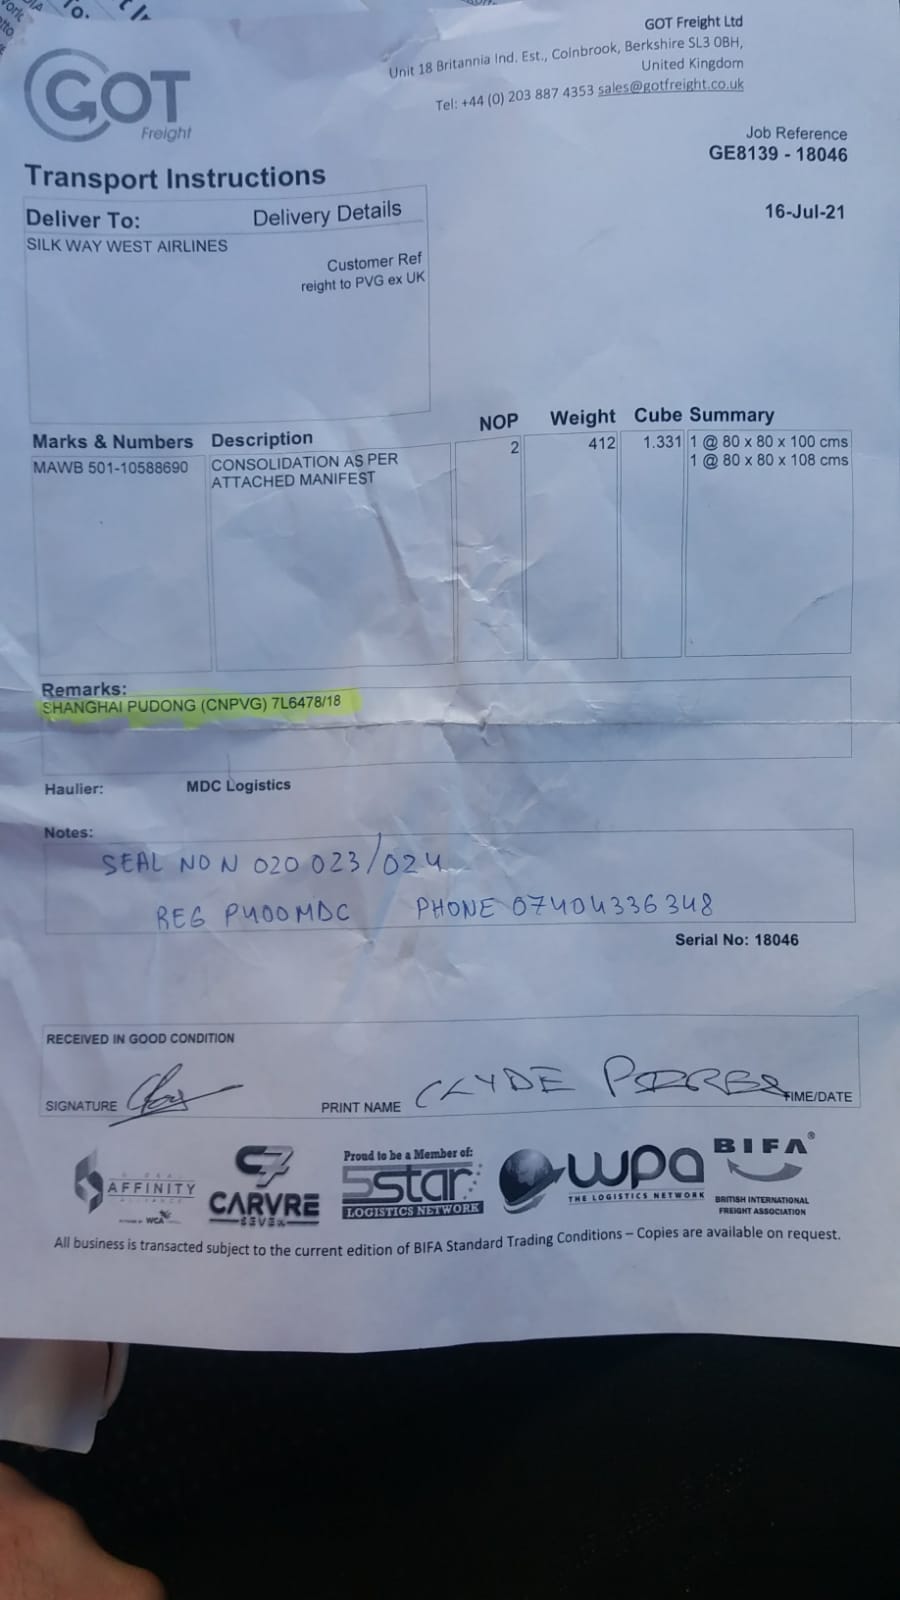 GOT Freight Ltd
Unit 18 Britannia Ind. Est., Colnbrook, Berkshire SL3 0BH,
United Kingdom
Tel: +44 (0) 203 887 4353 sales@gotfreight.co.uk
GOT
Freight
Job Reference
GE8139 - 18046
Transport Instructions
16-Jul-21
Deliver To: Delivery Details
SILK WAY WEST AIRLINES
Customer Ref
reight to PVG ex UK
Marks & Numbers Description NOP Weight Cube Summary
MAWB 501-10588690 CONSOLIDATION AS PER 2 412 1.331 1 @ 80 x 80 x 100 cms
ATTACHED MANIFEST 1 @ 80 x 80 x 108 cms
Remarks:
SHANGHAI PUDONG (CNPVG) 7L6478/18
Haulier: MDC Logistics
Notes:
SEAL NO N 020 023/024
REG P400MDC PHONE 07404336348
Serial No: 18046
RECEIVED IN GOOD CONDITION
SIGNATURE PRINT NAME CLYDE TIME/DATE
AFFINITY
CARVRE
SEVEN
Proud to be a Member of:
5star
LOGISTICS NETWORK
wpa
THE LOGISTICS NETWORK
BIFA®
BRITISH INTERNATIONAL
FREIGHT ASSOCIATION
All business is transacted subject to the current edition of BIFA Standard Trading Conditions – Copies are available on request.